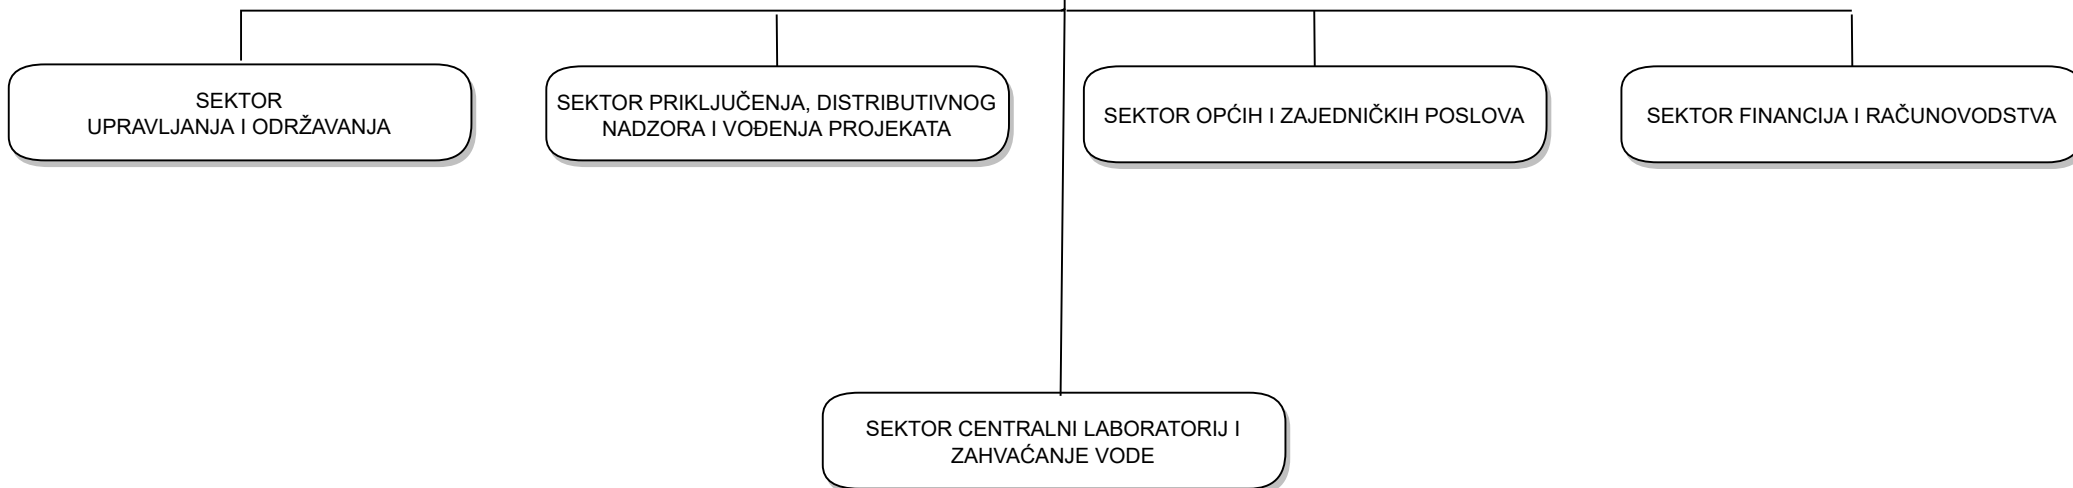 SEKTOR
UPRAVLJANJA I ODRŽAVANJA
SEKTOR PRIKLJUČENJA, DISTRIBUTIVNOG
NADZORA I VOĐENJA PROJEKATA
SEKTOR OPĆIH I ZAJEDNIČKIH POSLOVA
SEKTOR FINANCIJA I RAČUNOVODSTVA
SEKTOR CENTRALNI LABORATORIJ I
ZAHVAĆANJE VODE